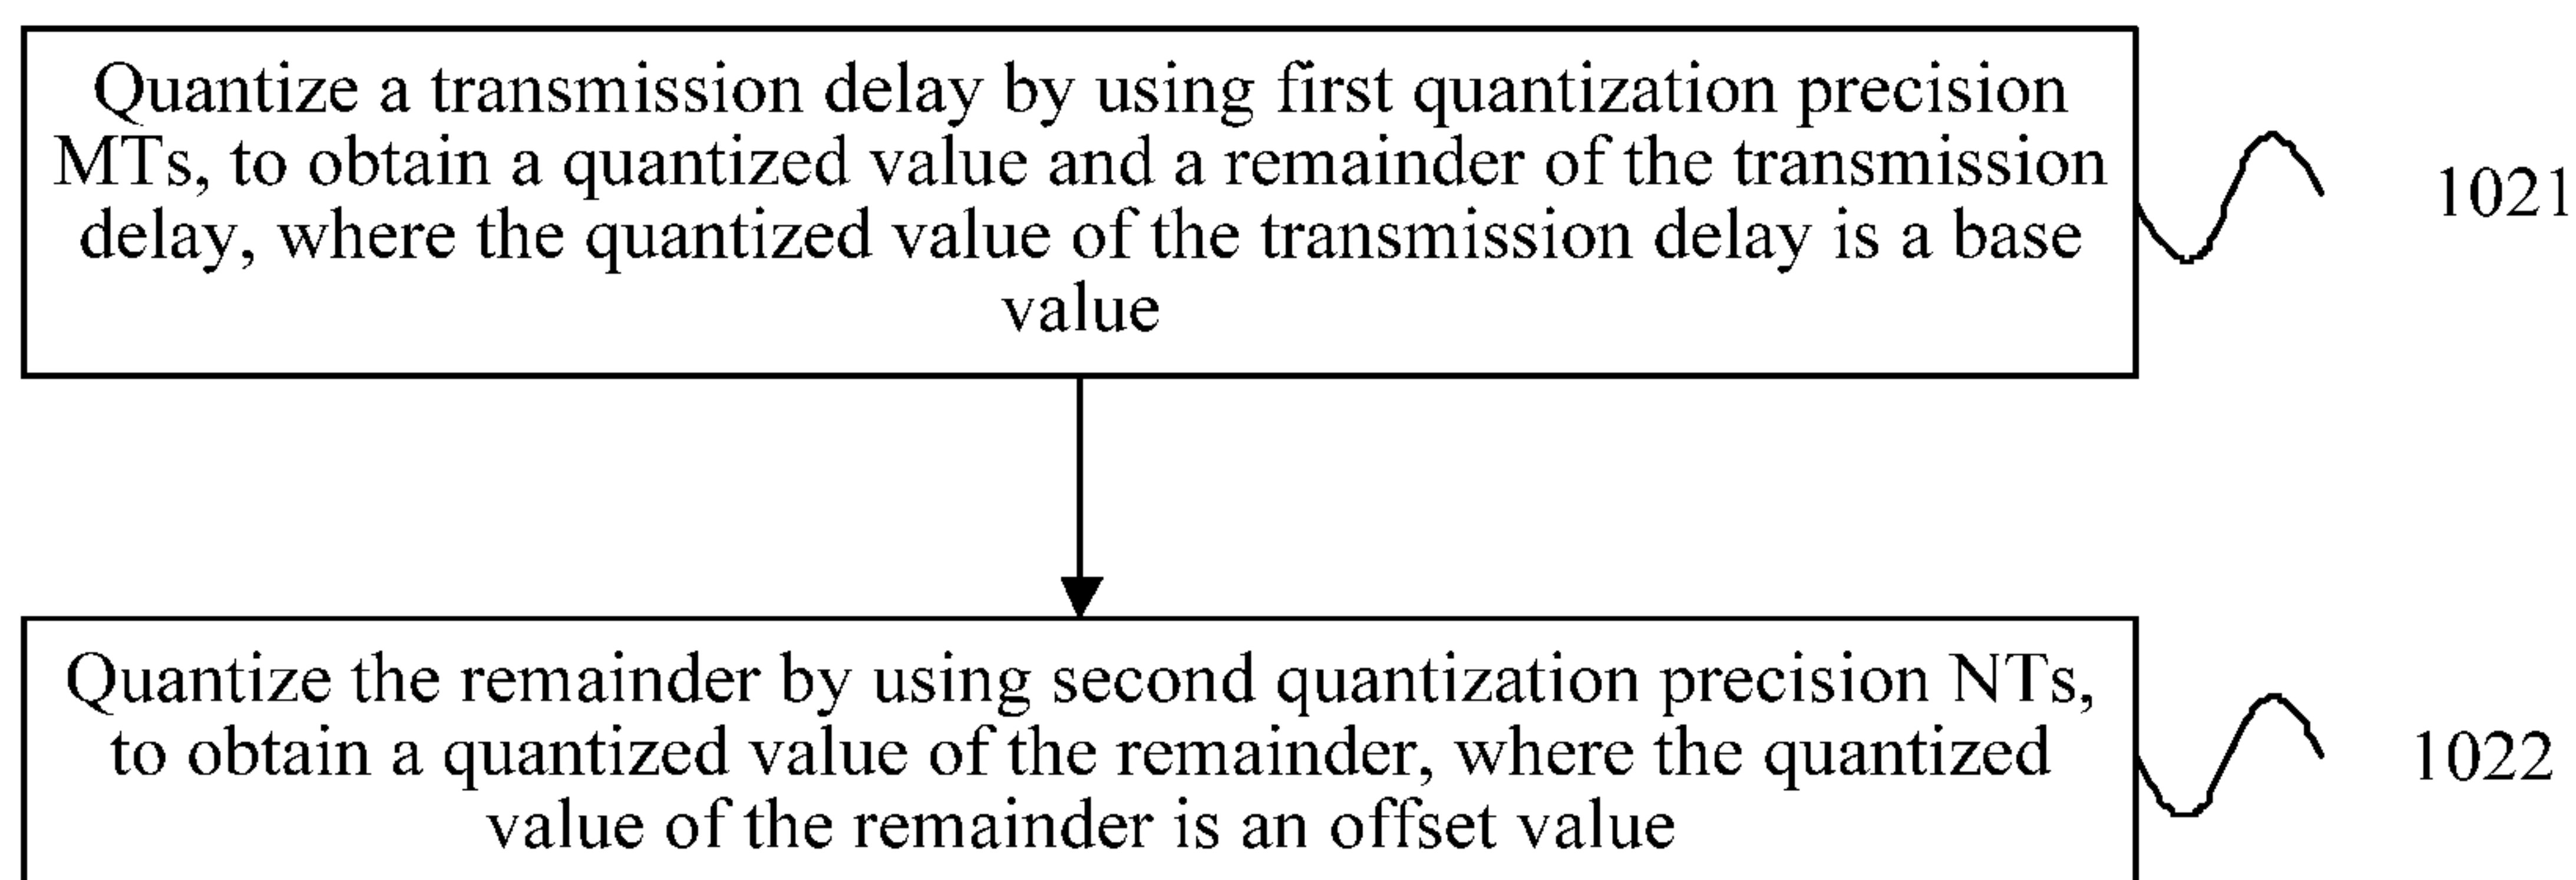 Quantize a transmission delay by using first quantization precision
MTs, to obtain a quantized value and a remainder of the transmission
delay, where the quantized value of the transmission delay is a base
value
1021
Quantize the remainder by using second quantization precision NTs,
to obtain a quantized value of the remainder, where the quantized
value of the remainder is an offset value
1022